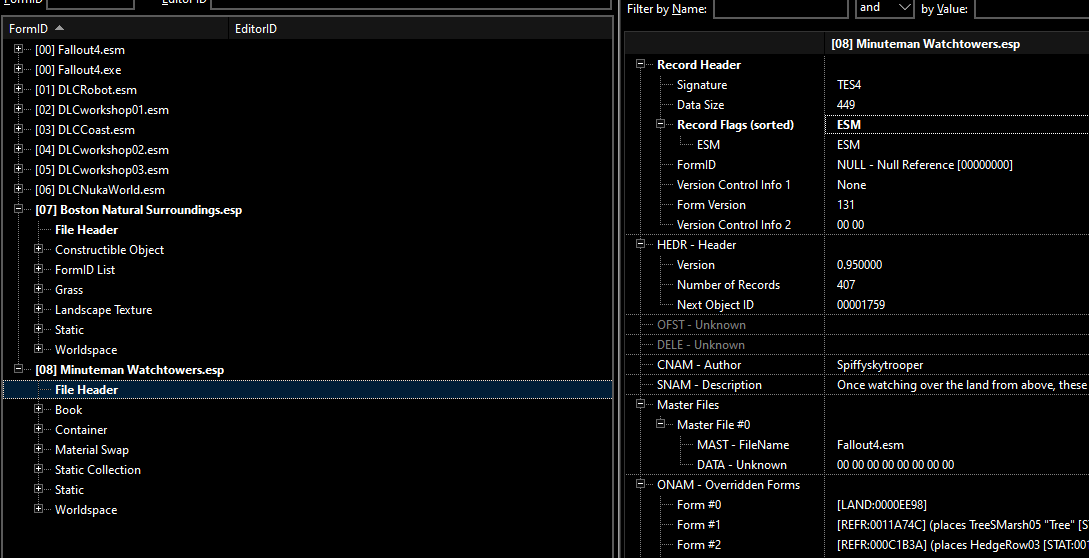 FormID
EditorID
Filter by Name:
and
by Value:
FormID EditorID
[00] Fallout4.esm
[00] Fallout4.exe
[01] DLCRobot.esm
[02] DLCworkshop01.esm
[03] DLCCoast.esm
[04] DLCworkshop02.esm
[05] DLCworkshop03.esm
[06] DLCNukaWorld.esm
[07] Boston Natural Surroundings.esp
File Header
Constructible Object
FormID List
Grass
Landscape Texture
Static
Worldspace
[08] Minuteman Watchtowers.esp
File Header
Book
Container
Material Swap
Static Collection
Static
Worldspace
[08] Minuteman Watchtowers.esp
Record Header
Signature TES4
Data Size 449
Record Flags (sorted) ESM
ESM ESM
FormID NULL - Null Reference [00000000]
Version Control Info 1 None
Form Version 131
Version Control Info 2 00 00
HEDR - Header
Version 0.950000
Number of Records 407
Next Object ID 00001759
OFST - Unknown
DELE - Unknown
CNAM - Author Spiffyskytrooper
SNAM - Description Once watching over the land from above, these
Master Files
Master File #0
MAST - FileName Fallout4.esm
DATA - Unknown 00 00 00 00 00 00 00 00
ONAM - Overridden Forms
Form #0 [LAND:0000EE98]
Form #1 [REFR:0011A74C] (places TreeSMarsh05 "Tree" [S
Form #2 [REFR:000C1B3A] (places HedgeRow03 [STAT:00